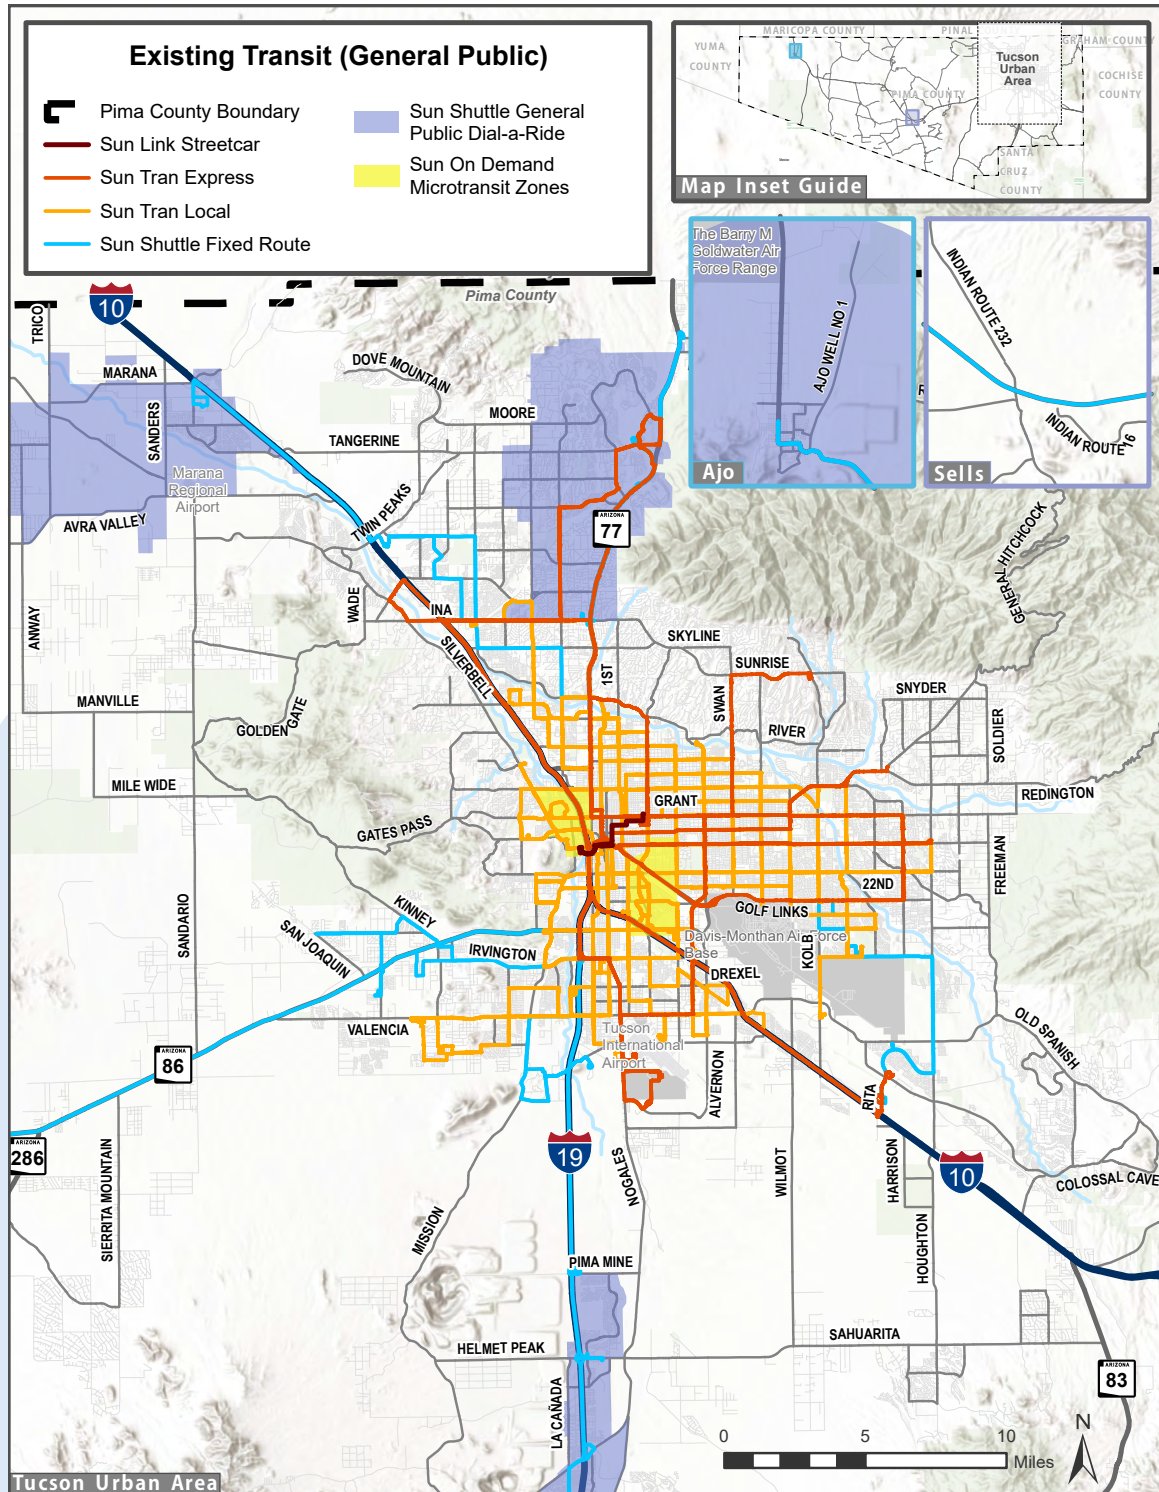 Existing Transit (General Public)
Pima County Boundary
Sun Link Streetcar
Sun Tran Express
Sun Tran Local
Sun Shuttle Fixed Route
Sun Shuttle General
Public Dial-a-Ride
Sun On Demand
Microtransit Zones
MARICOPA COUNTY
PINAL COUNTY
GRAHAM COUNTY
YUMA
COUNTY
Tucson
Urban
Area
COCHISE
COUNTY
PIMA COUNTY
SANTA
CRUZ
COUNTY
Map Inset Guide
The Barry M
Goldwater Air
Force Range
AJO WELL NO 1
Ajo
INDIAN ROUTE 232
INDIAN ROUTE 16
Sells
Pima County
10
TRICO
MARANA
SANDERS
DOVE MOUNTAIN
MOORE
TANGERINE
Marana
Regional
Airport
AVRA VALLEY
TWIN PEAKS
ARIZONA
77
GENERAL HITCHCOCK
ANWAY
WADE
INA
SILVERBELL
1ST
SKYLINE
SUNRISE
SWAN
SNYDER
SOLDIER
MANVILLE
GOLDEN GATE
RIVER
MILE WIDE
GRANT
REDINGTON
GATES PASS
FREEMAN
22ND
KINNEY
SANDARIO
SAN JOAQUIN
IRVINGTON
GOLF LINKS
Davis-Monthan Air Force
Base
KOLB
DREXEL
VALENCIA
Tucson
International
Airport
OLD SPANISH
ARIZONA
86
ALVERNON
RITA
ARIZONA
286
19
SIERRITA MOUNTAIN
NOGALES
WILMOT
HARRISON
10
COLOSSAL CAVE
MISSION
HOUGHTON
PIMA MINE
HELMET PEAK
SAHUARITA
LA CAÑADA
ARIZONA
83
N
0
5
10
Miles
Tucson Urban Area